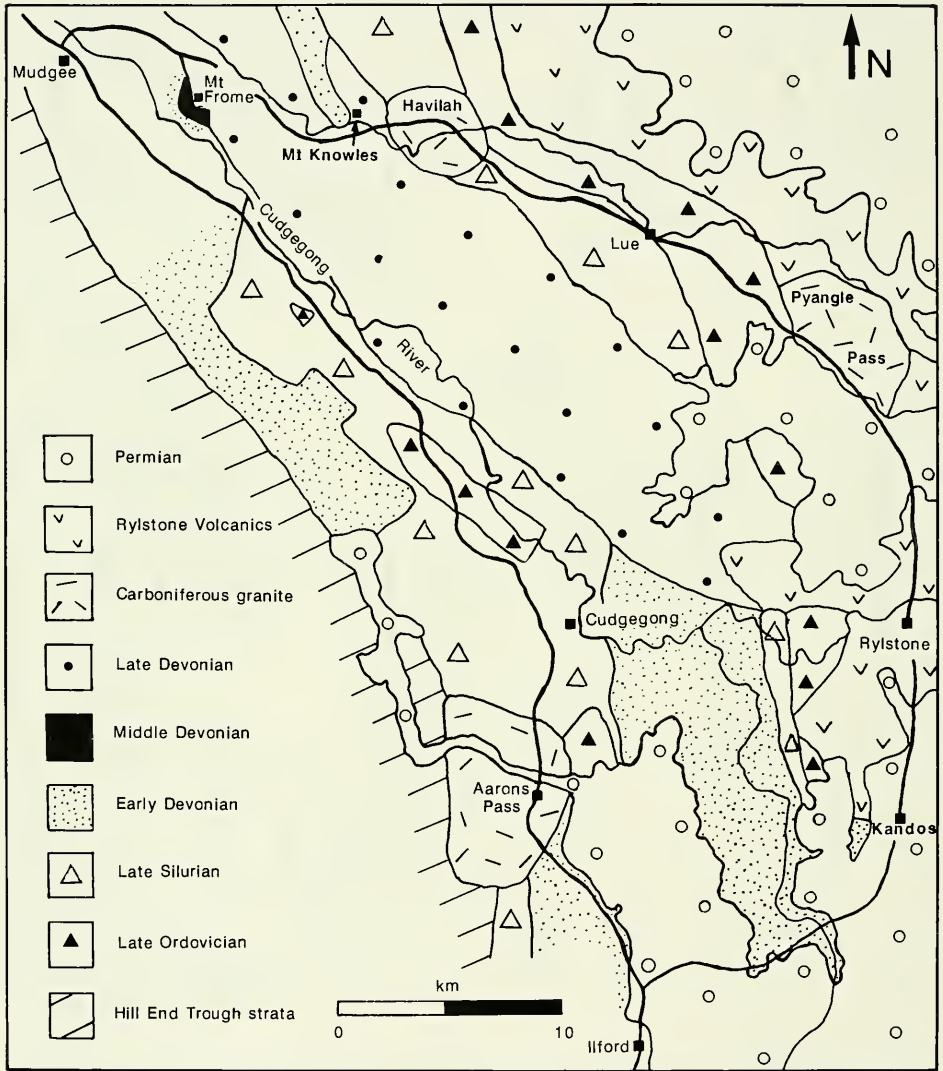 N
Mudgee
Mt
Frome
Havilah
Mt Knowles
Cudgegong
River
Lue
Pyangle
Pass
Permian
Rylstone Volcanics
Carboniferous granite
Late Devonian
Middle Devonian
Early Devonian
Late Silurian
Late Ordovician
Hill End Trough strata
Cudgegong
Rylstone
Aarons
Pass
Kandos
km
0 10
Ilford